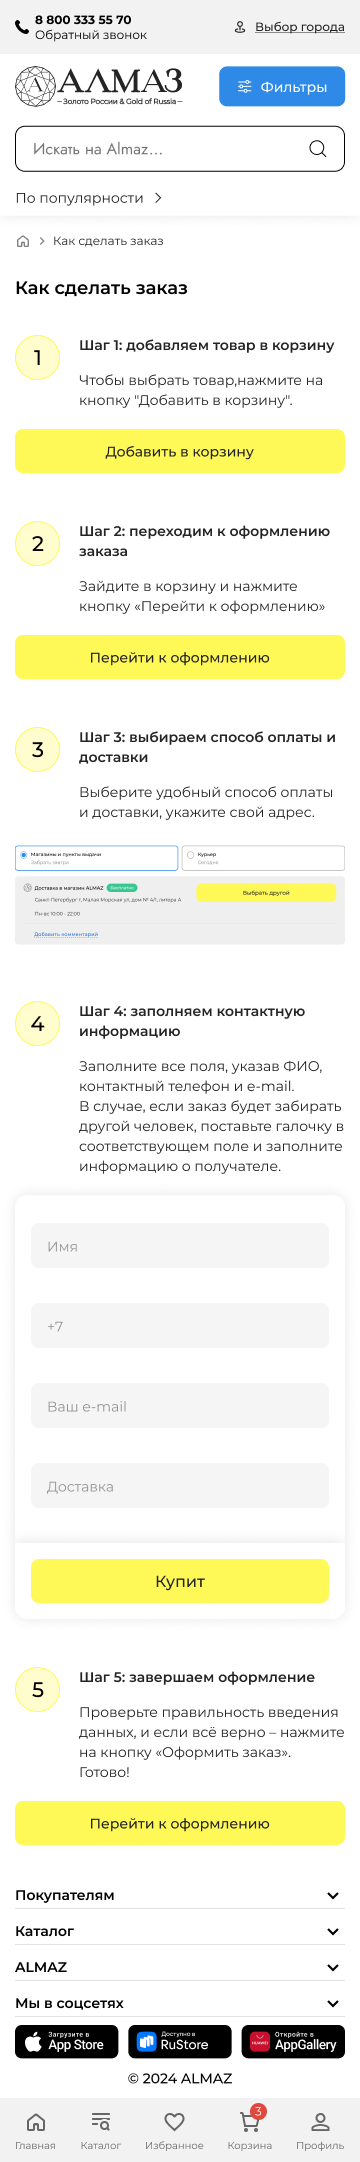 8 800 333 55 70
Обратный звонок
Выбор города
АЛМАЗ
Золото России & Gold of Russia
Фильтры
Искать на Almaz...
По популярности
Как сделать заказ
Как сделать заказ
1
Шаг 1: добавляем товар в корзину
Чтобы выбрать товар,нажмите на
кнопку "Добавить в корзину".
Добавить в корзину
2
Шаг 2: переходим к оформлению
заказа
Зайдите в корзину и нажмите
кнопку «Перейти к оформлению»
Перейти к оформлению
3
Шаг 3: выбираем способ оплаты и
доставки
Выберите удобный способ оплаты
и доставки, укажите свой адрес.
Магазины и пункты выдачи
Забрать завтра
Курьер
Сегодня
Доставка в магазин ALMAZ
Бесплатно
Санкт-Петербург г, Малая Морская ул, дом № 4/1, литера А
Пн-вс 10:00 - 22:00
Добавить комментарий
Выбрать другой
4
Шаг 4: заполняем контактную
информацию
Заполните все поля, указав ФИО,
контактный телефон и e-mail.
В случае, если заказ будет забирать
другой человек, поставьте галочку в
соответствующем поле и заполните
информацию о получателе.
Имя
+7
Ваш e-mail
Доставка
Купит
5
Шаг 5: завершаем оформление
Проверьте правильность введения
данных, и если всё верно – нажмите
на кнопку «Оформить заказ».
Готово!
Перейти к оформлению
Покупателям
Каталог
ALMAZ
Мы в соцсетях
Загрузите в
App Store
Доступно в
RuStore
HUAWEI
Откройте в
AppGallery
© 2024 ALMAZ
3
Главная
Каталог
Избранное
Корзина
Профиль